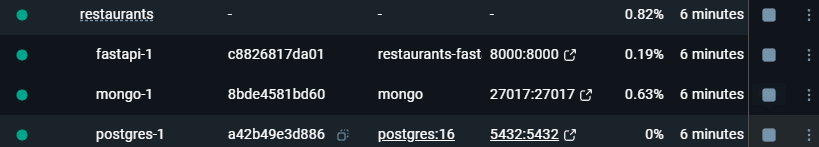 restaurants - - - 0.82% 6 minutes
fastapi-1 c8826817da01 restaurants-fast 8000:8000 0.19% 6 minutes
mongo-1 8bde4581bd60 mongo 27017:27017 0.63% 6 minutes
postgres-1 a42b49e3d886 postgres:16 5432:5432 0% 6 minutes